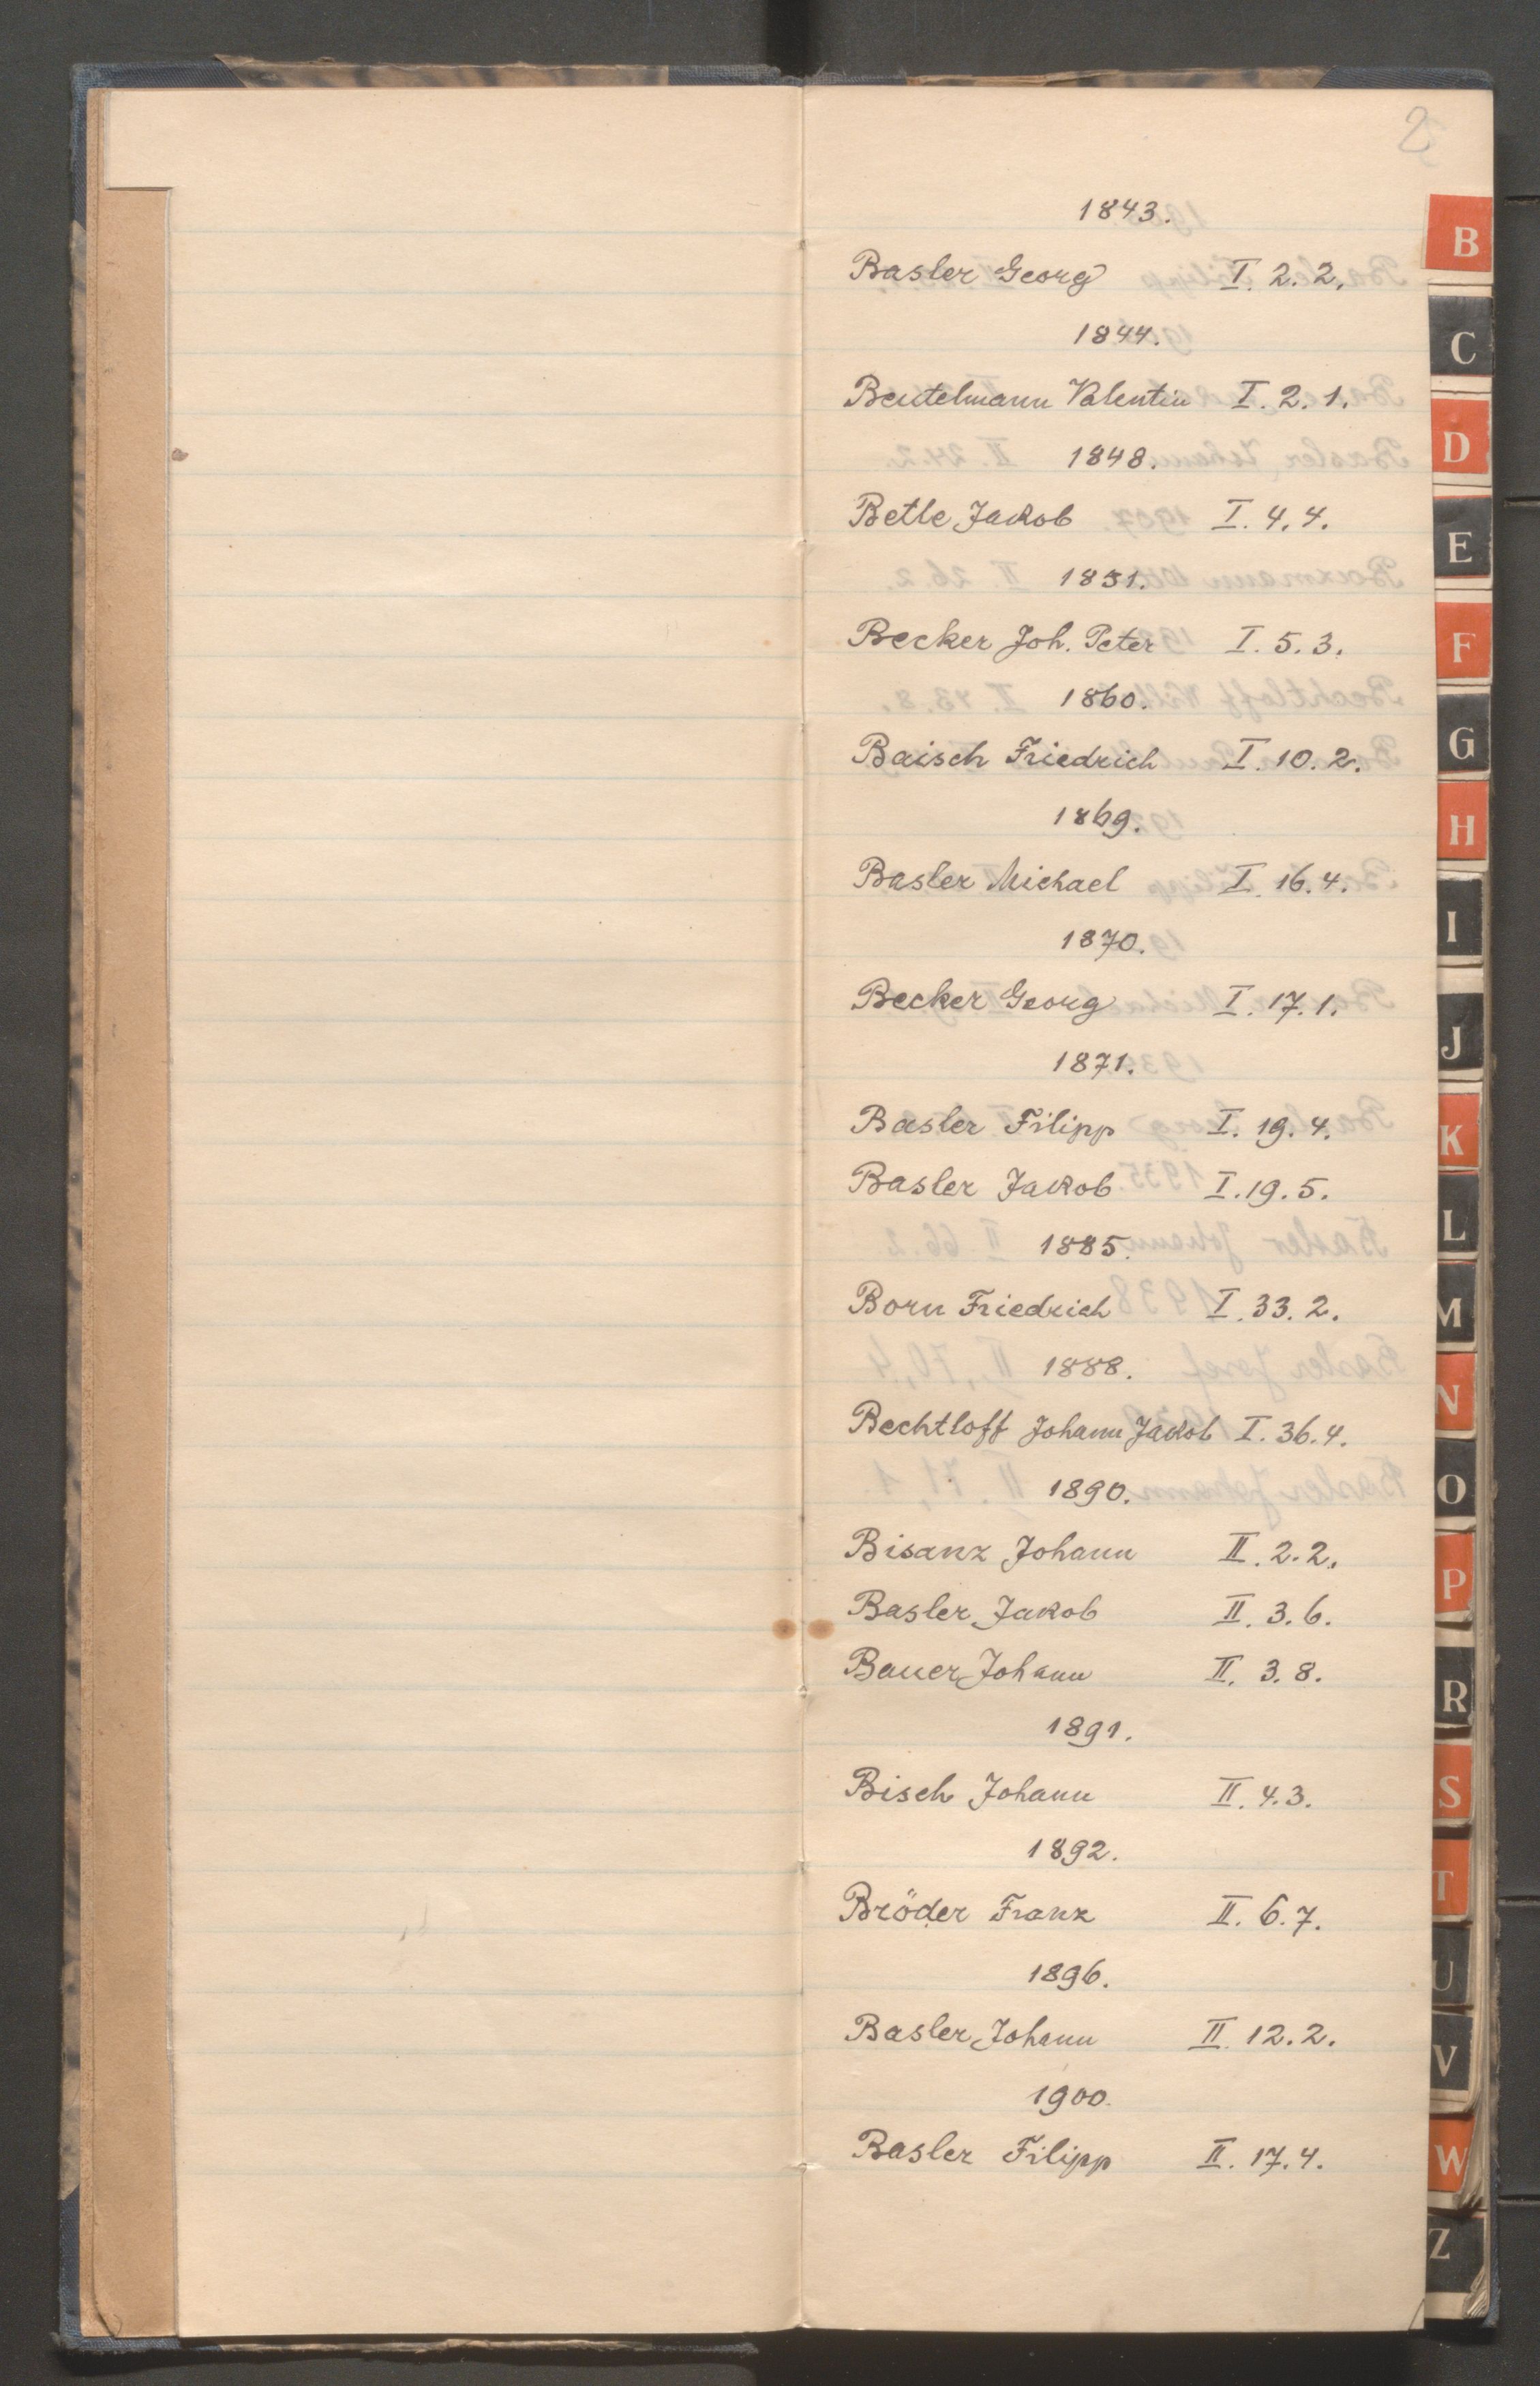 2
1843.
Basler Georg I. 2. 2.
1844.
Beutelmann Valentin I. 2. 1.
1848.
Betle Jakob I. 4. 4.
1851.
Becker Joh. Peter I. 5. 3.
1860.
Baisch Friedrich I. 10. 2.
1869.
Basler Michael I. 16. 4.
1870.
Becker Georg I. 17. 1.
1871.
Basler Filipp I. 19. 4.
Basler Jakob I. 19. 5.
1885.
Born Friedrich I. 33. 2.
1888.
Bechtloff Johann Jakob I. 36. 4.
1890.
Bisanz Johann II. 2. 2.
Basler Jakob II. 3. 6.
Bauer Johann II. 3. 8.
1891.
Bisch Johann II. 4. 3.
1892.
Bröder Franz II. 6. 7.
1896.
Basler Johann II. 12. 2.
1900.
Basler Filipp II. 17. 4.
B
C
D
E
F
G
H
I
J
K
L
M
N
O
P
R
S
T
U
V
W
Z